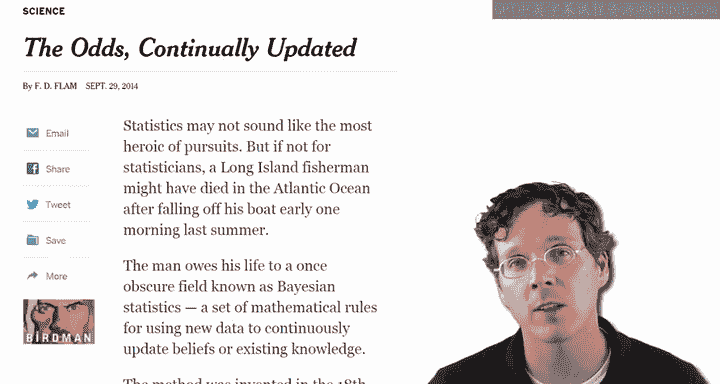 SCIENCE
The Odds, Continually Updated
By F. D. FLAM SEPT. 29, 2014
Email
Share
Tweet
Save
More
BIRDMAN
Statistics may not sound like the most
heroic of pursuits. But if not for
statisticians, a Long Island fisherman
might have died in the Atlantic Ocean
after falling off his boat early one
morning last summer.
The man owes his life to a once
obscure field known as Bayesian
statistics — a set of mathematical rules
for using new data to continuously
update beliefs or existing knowledge.